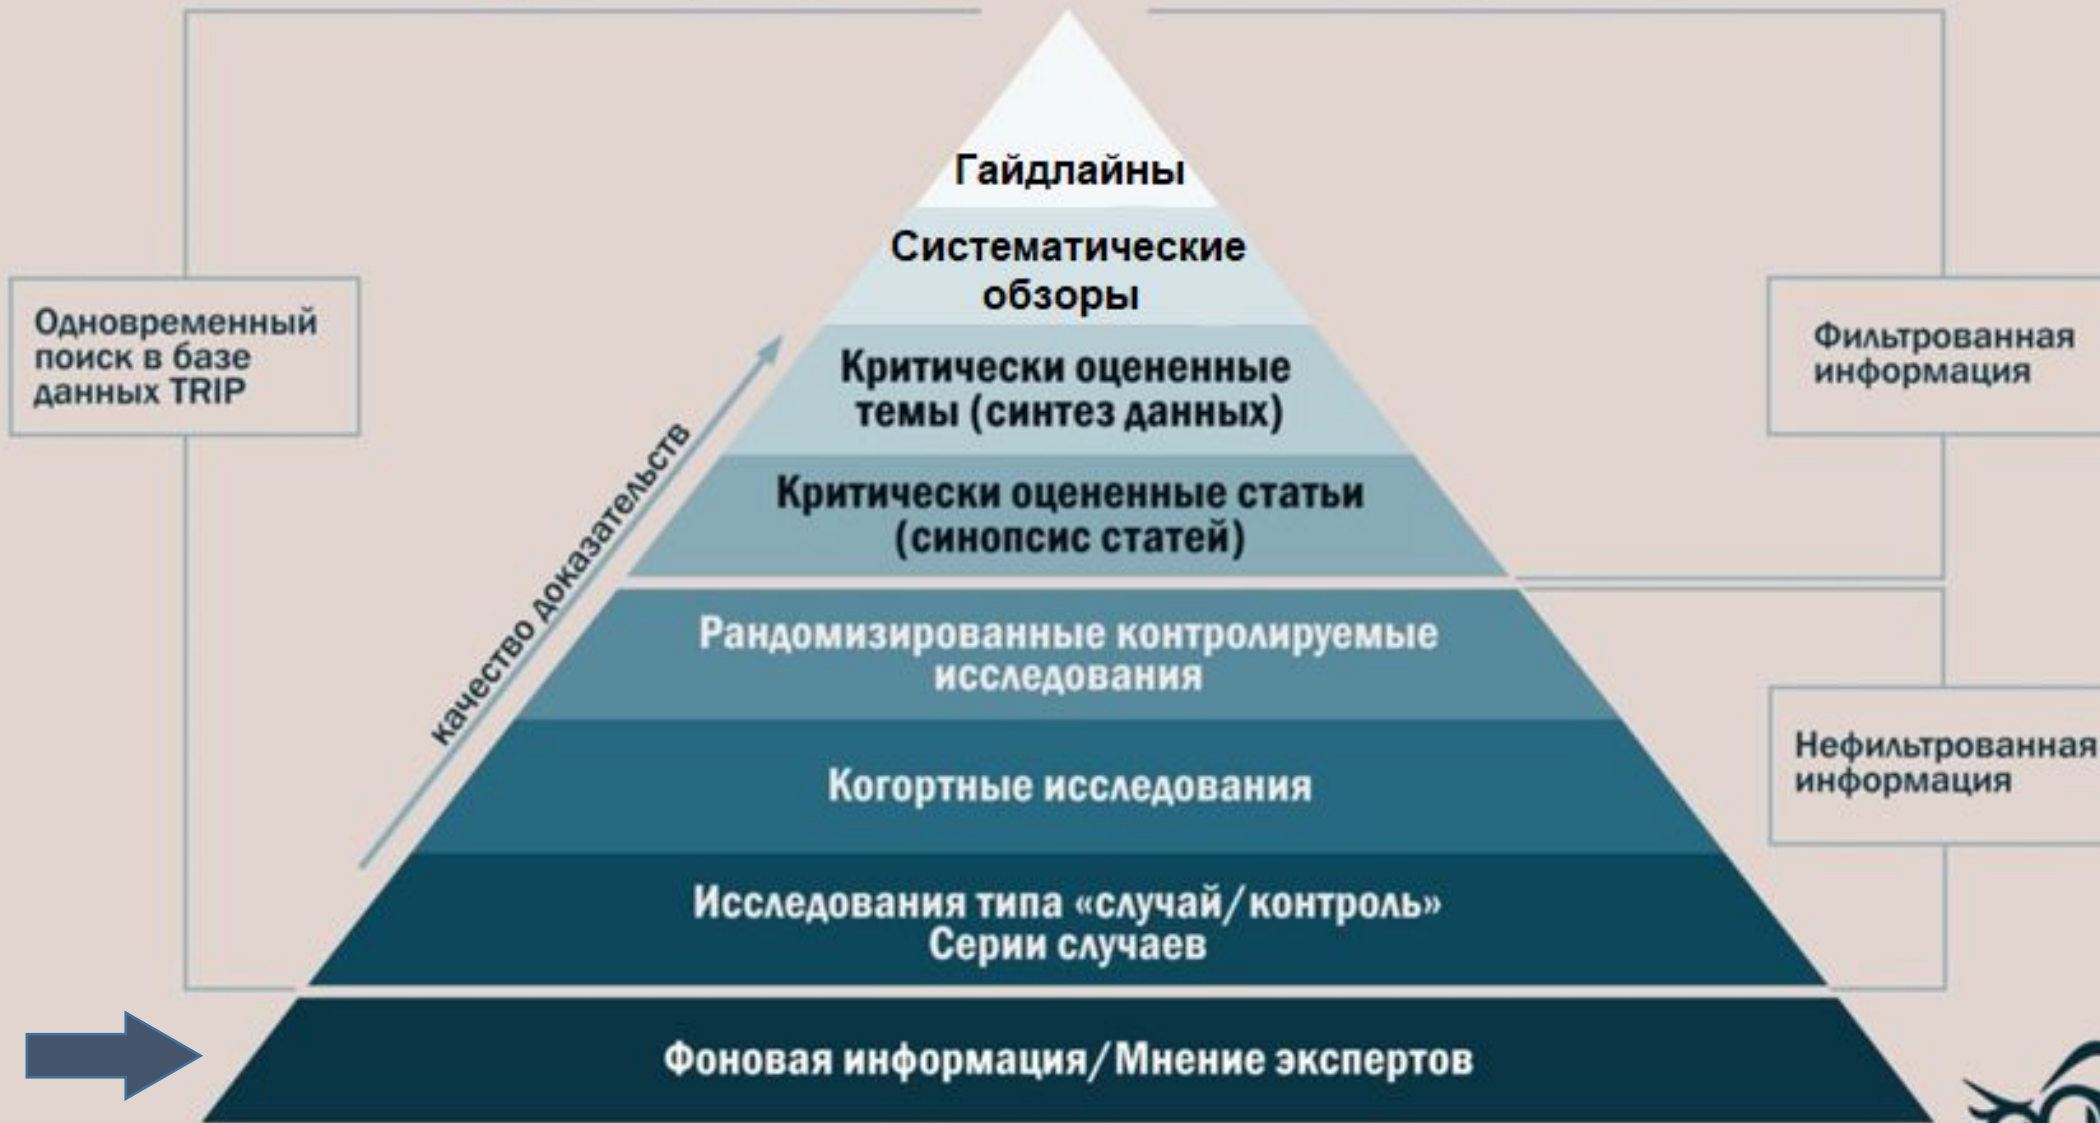 Гайдлайны
Систематические
обзоры
Одновременный
поиск в базе
данных TRIP
Фильтрованная
информация
Критически оцененные
темы (синтез данных)
качество доказательств
Критически оцененные статьи
(синопсис статей)
Рандомизированные контролируемые
исследования
Когортные исследования
Нефильтрованная
информация
Исследования типа «случай/контроль»
Серии случаев
Фоновая информация/Мнение экспертов